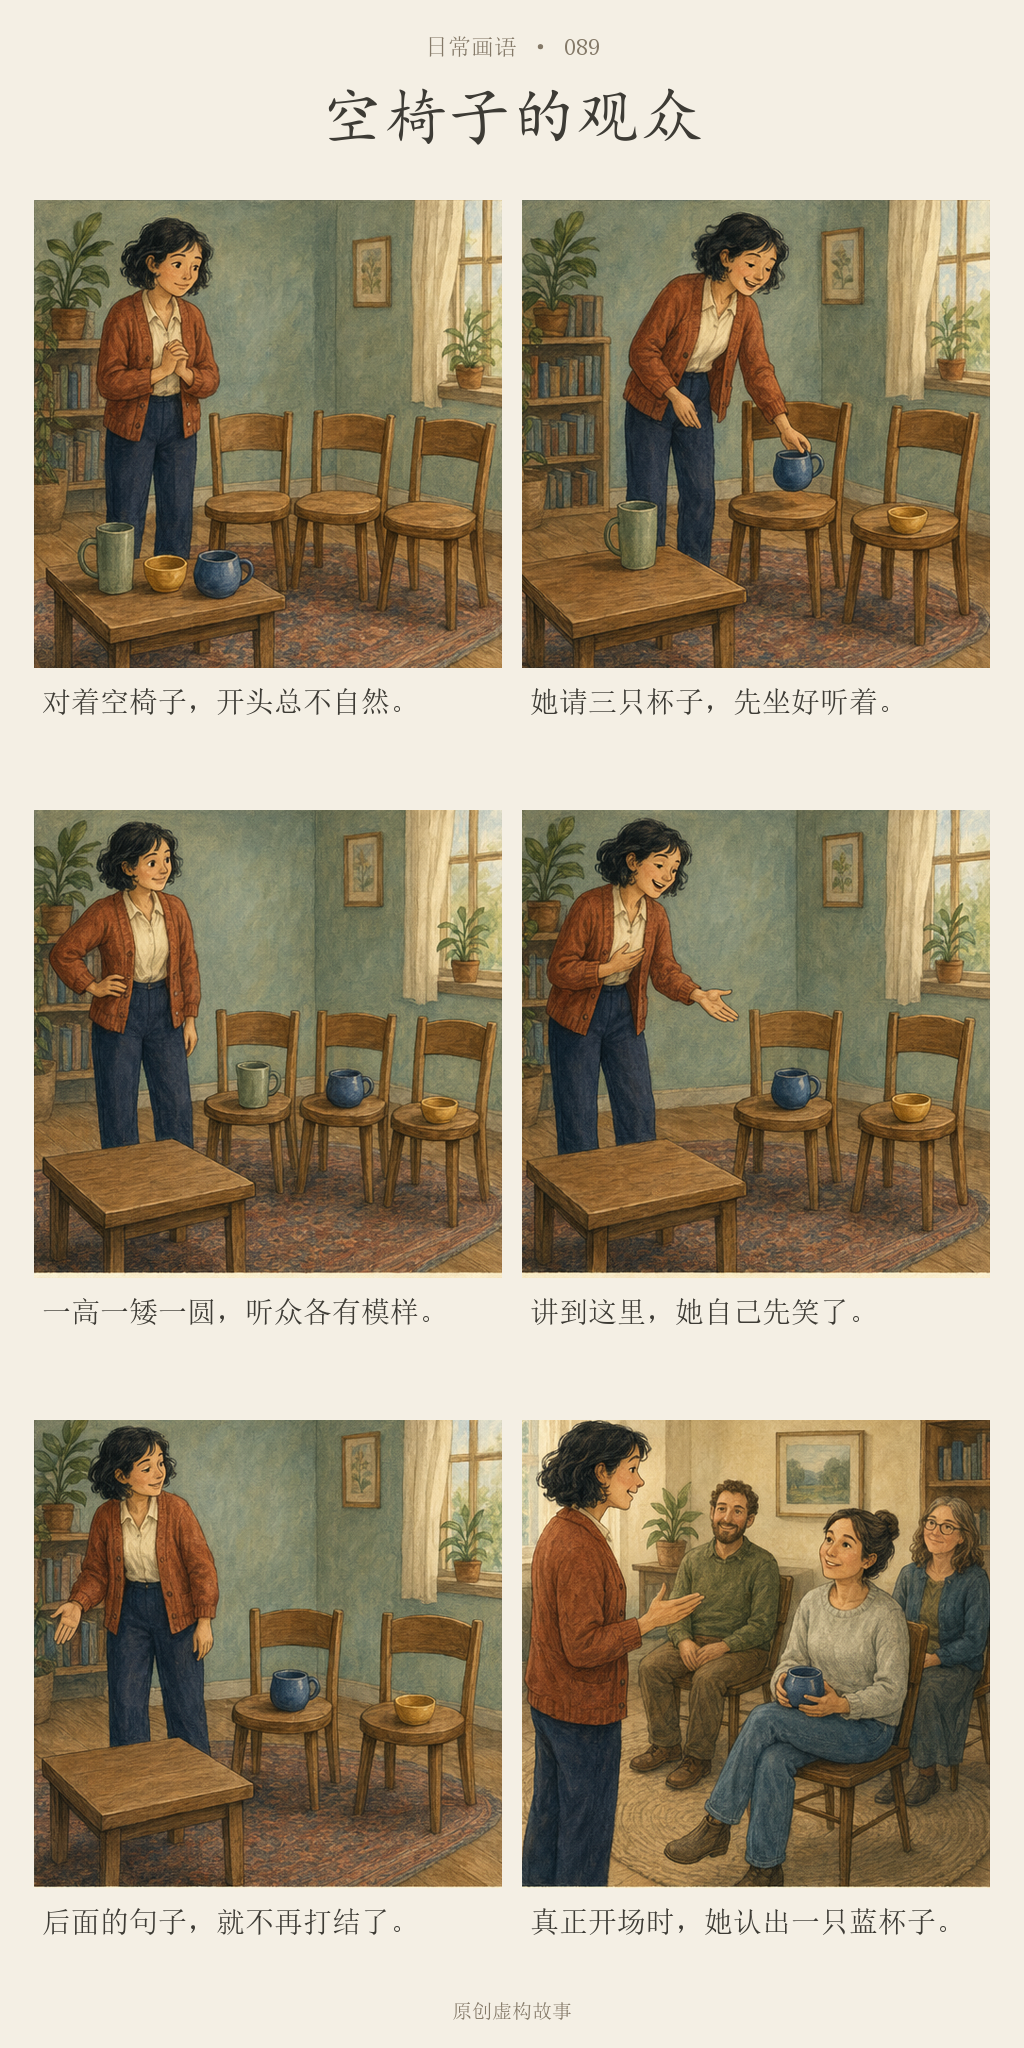 日常画语 • 089
空椅子的观众
对着空椅子，开头总不自然。
她请三只杯子，先坐好听着。
一高一矮一圆，听众各有模样。
讲到这里，她自己先笑了。
后面的句子，就不再打结了。
真正开场时，她认出一只蓝杯子。
原创虚构故事